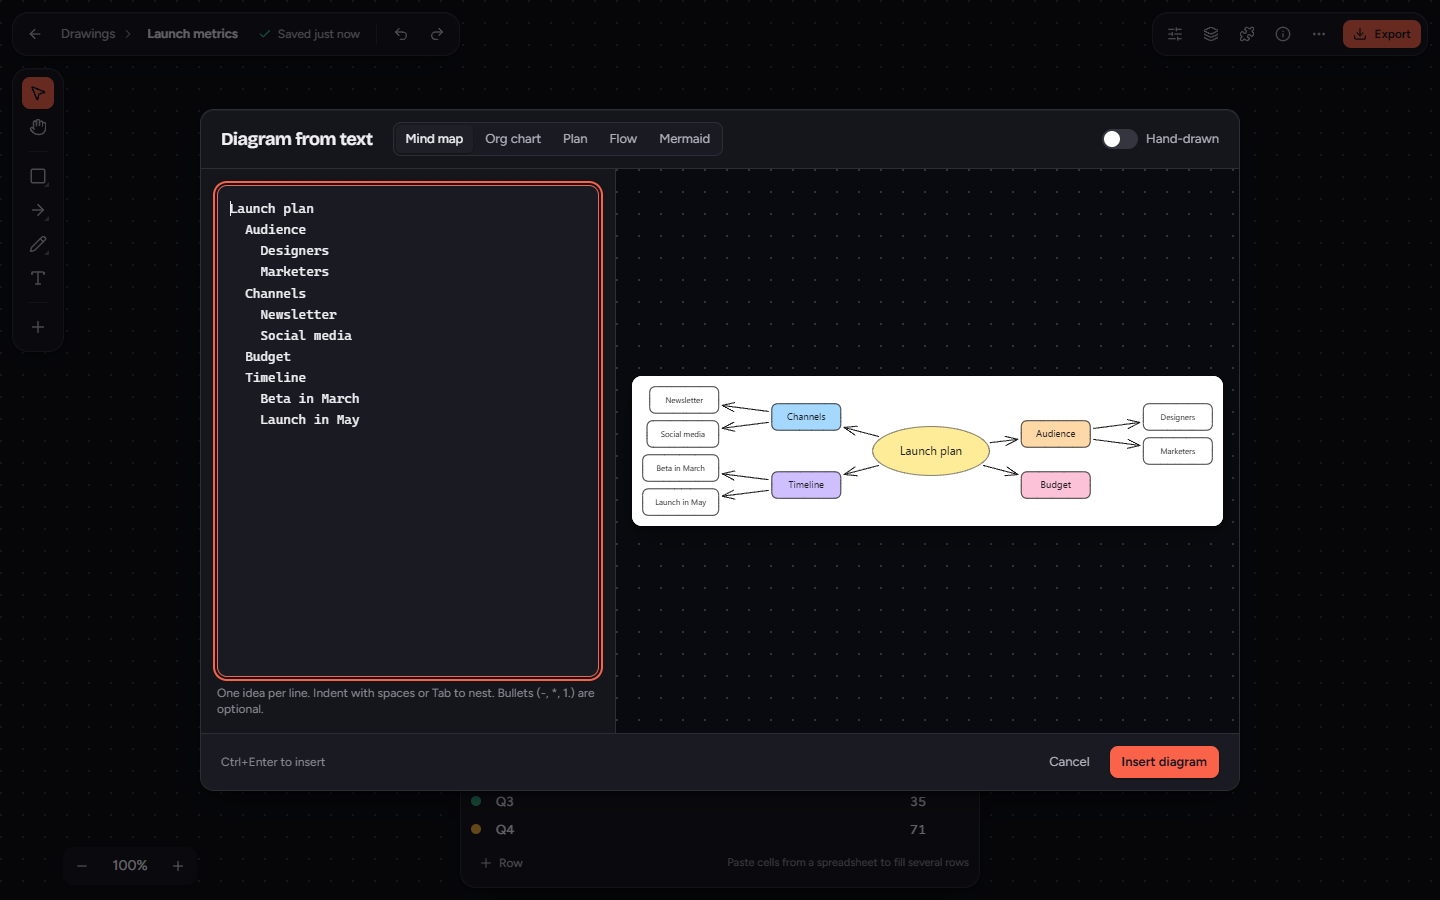 Drawings
Launch metrics
Saved just now
Export
Diagram from text
Mind map
Org chart
Plan
Flow
Mermaid
Hand-drawn
Launch plan
Audience
Designers
Marketers
Channels
Newsletter
Social media
Budget
Timeline
Beta in March
Launch in May
One idea per line. Indent with spaces or Tab to nest. Bullets (-, *, 1.) are
optional.
Newsletter
Social media
Beta in March
Launch in May
Channels
Timeline
Launch plan
Audience
Budget
Designers
Marketers
Ctrl+Enter to insert
Cancel
Insert diagram
Q3 35
Q4 71
Row
Paste cells from a spreadsheet to fill several rows
100%